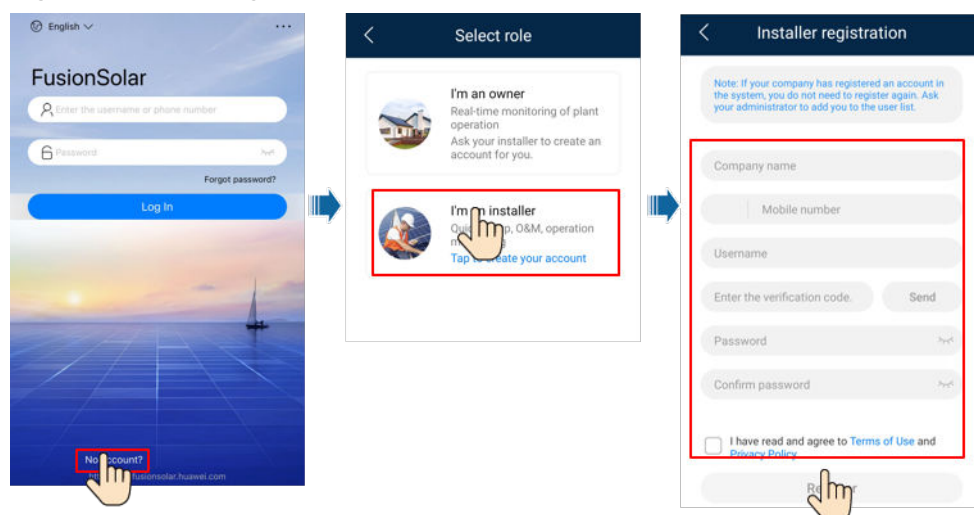 English
FusionSolar
Enter the username or phone number
Password
Forgot password?
Log In
No account?
fusionsolar.huawei.com
Select role
I'm an owner
Real-time monitoring of plant
operation
Ask your installer to create an
account for you.
I'm an installer
O&M, operation
Tap to create your account
Installer registration
Note: If your company has registered an account in
the system, you do not need to register again. Ask
your administrator to add you to the user list.
Company name
Mobile number
Username
Enter the verification code.
Send
Password
Confirm password
I have read and agree to Terms of Use and
Privacy Policy